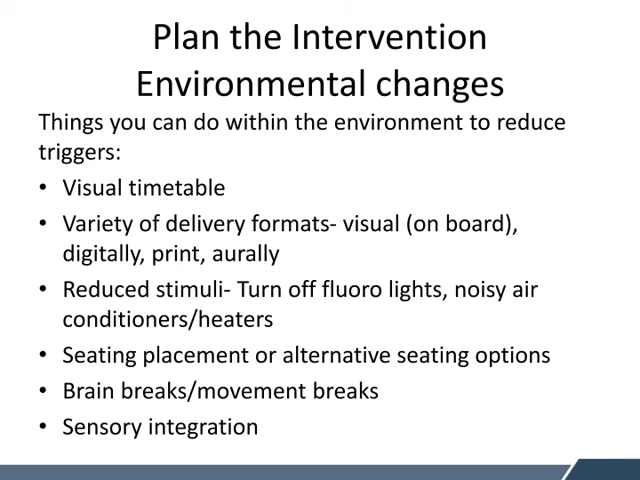 Plan the Intervention
Environmental changes
Things you can do within the environment to reduce
triggers:
• Visual timetable
• Variety of delivery formats- visual (on board),
digitally, print, aurally
• Reduced stimuli- Turn off fluoro lights, noisy air
conditioners/heaters
• Seating placement or alternative seating options
• Brain breaks/movement breaks
• Sensory integration